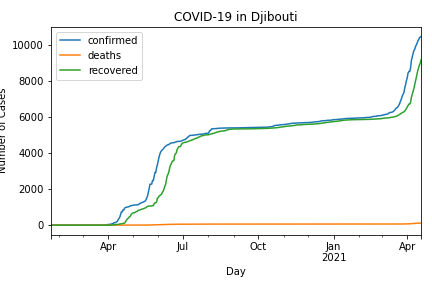 COVID-19 in Djibouti
confirmed
deaths
recovered
10000
8000
6000
4000
2000
0
Number of Cases
Apr
Jul
Oct
Jan
2021
Apr
Day